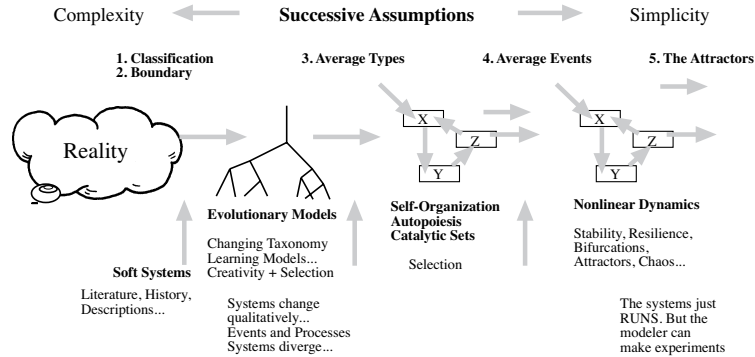 Complexity
Successive Assumptions
Simplicity
1. Classification
2. Boundary
3. Average Types
4. Average Events
5. The Attractors
Reality
X
Z
Y
X
Z
Y
Evolutionary Models
Changing Taxonomy
Learning Models...
Creativity + Selection
Systems change
qualitatively...
Events and Processes
Systems diverge...
Soft Systems
Literature, History,
Descriptions...
Self-Organization
Autopoiesis
Catalytic Sets
Selection
Nonlinear Dynamics
Stability, Resilience,
Bifurcations,
Attractors, Chaos...
The systems just
RUNS. But the
modeler can
make experiments